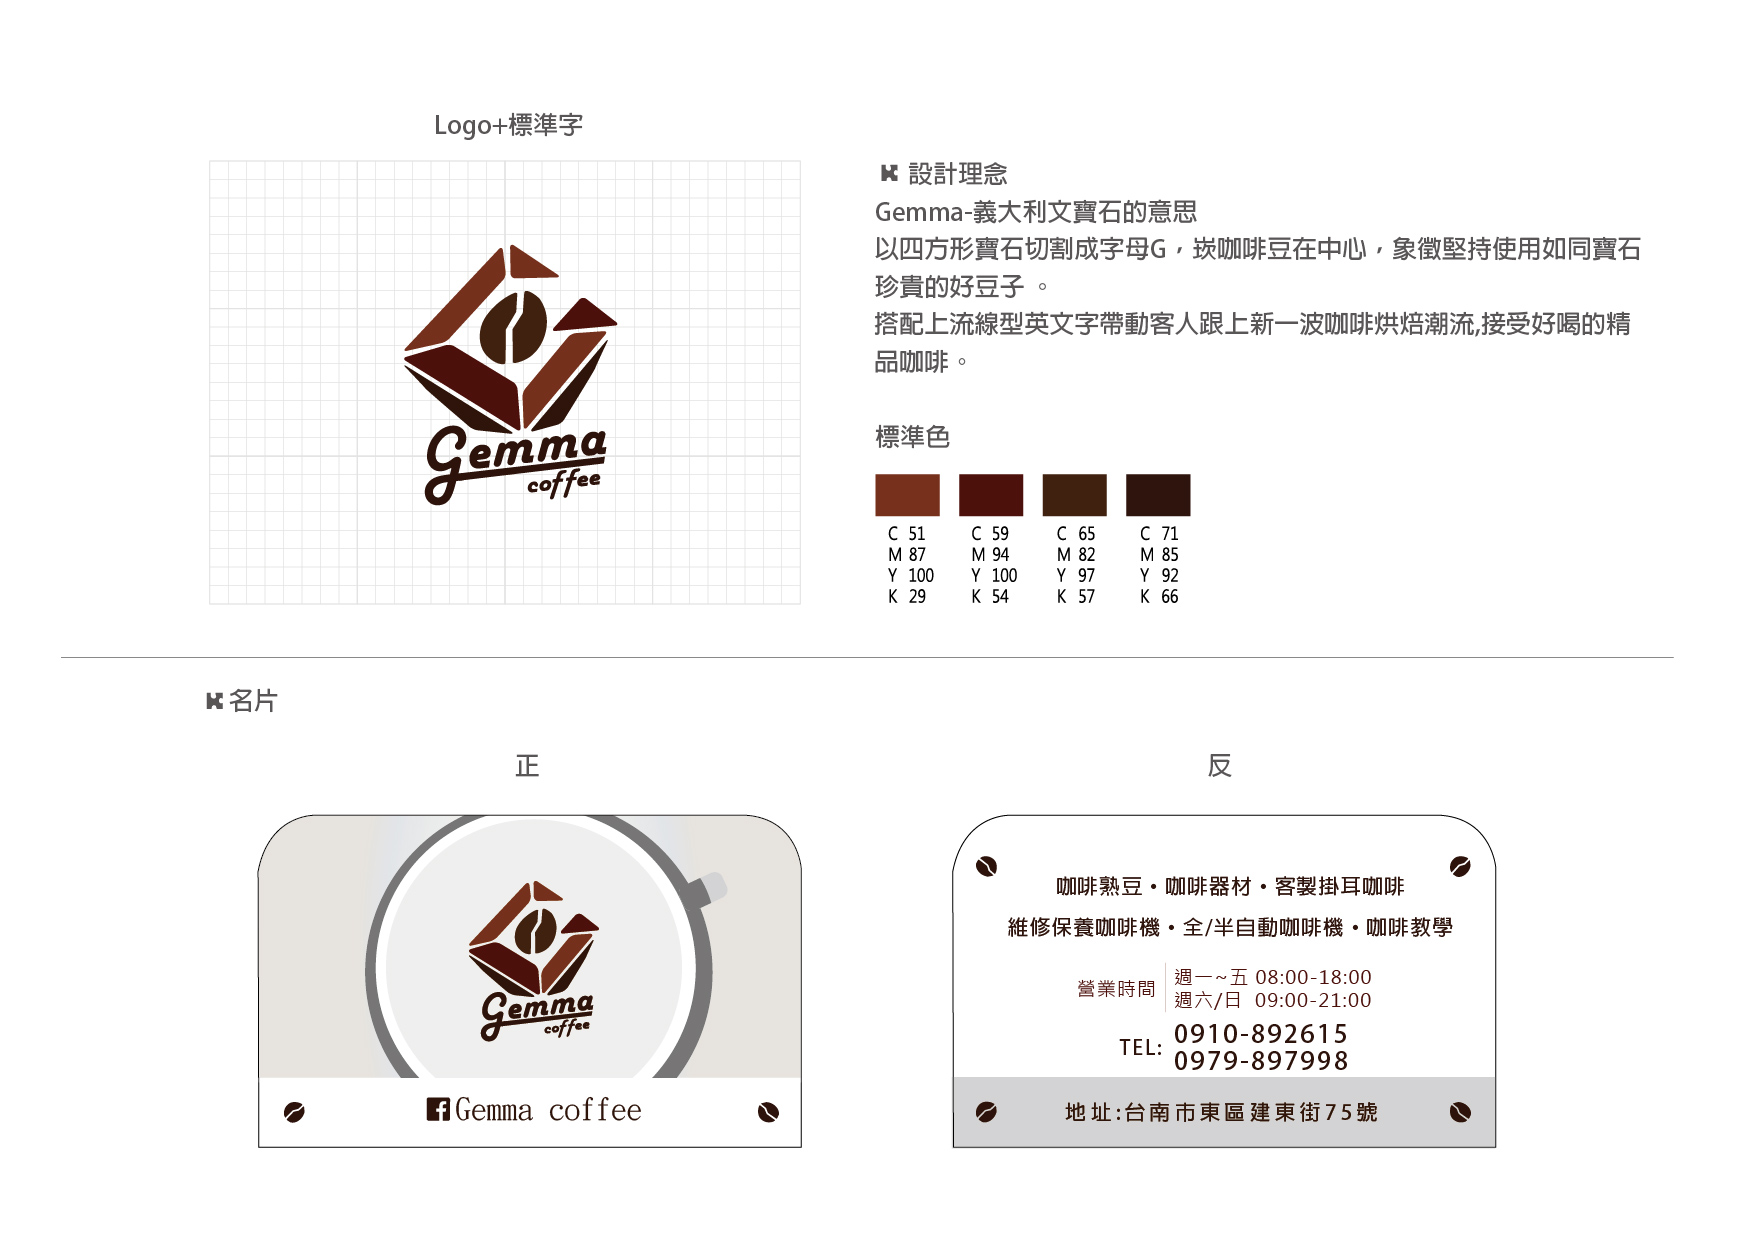 Logo+標準字
Gemma
coffee
設計理念
Gemma-義大利文寶石的意思
以四方形寶石切割成字母G，崁咖啡豆在中心，象徵堅持使用如同寶石
珍貴的好豆子 。
搭配上流線型英文字帶動客人跟上新一波咖啡烘焙潮流,接受好喝的精
品咖啡。
標準色
C 51
M 87
Y 100
K 29
C 59
M 94
Y 100
K 54
C 65
M 82
Y 97
K 57
C 71
M 85
Y 92
K 66
名片
正
Gemma
coffee
Gemma coffee
反
咖啡熟豆・咖啡器材・客製掛耳咖啡
維修保養咖啡機・全/半自動咖啡機・咖啡教學
營業時間
週一~五 08:00-18:00
週六/日 09:00-21:00
TEL:
0910-892615
0979-897998
地址:台南市東區建東街75號